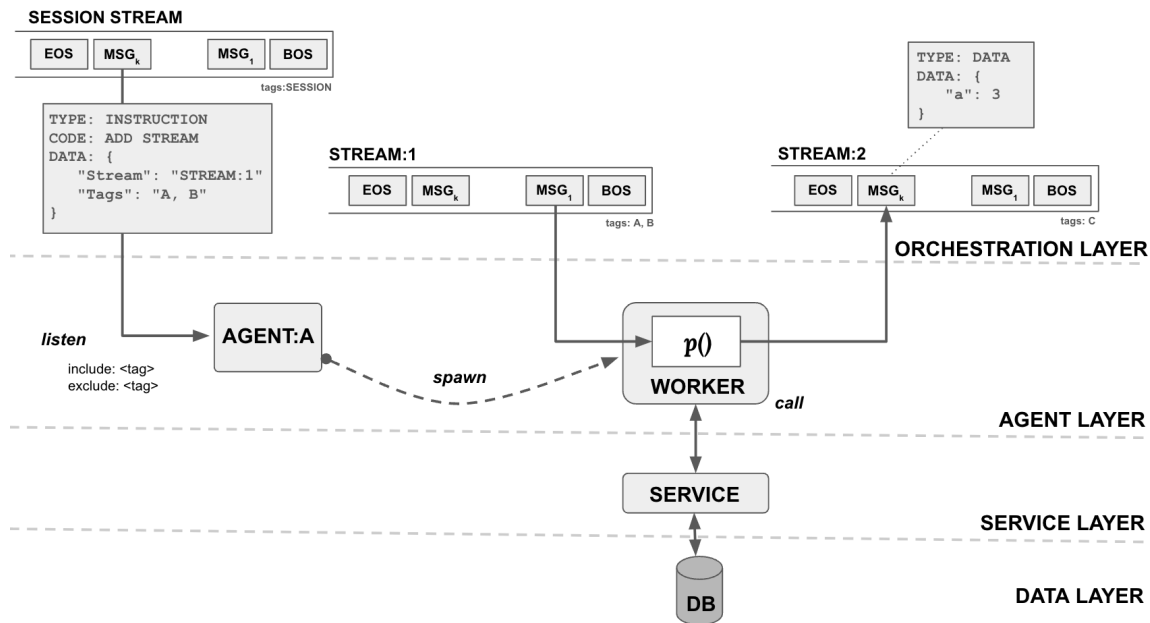 SESSION STREAM
EOS MSGk MSG1 BOS
tags:SESSION
TYPE: INSTRUCTION
CODE: ADD STREAM
DATA: {
"Stream": "STREAM:1"
"Tags": "A, B"
}
STREAM:1
EOS MSGk MSG1 BOS
tags: A, B
TYPE: DATA
DATA: {
"a": 3
}
STREAM:2
EOS MSGk MSG1 BOS
tags: C
ORCHESTRATION LAYER
listen
include: <tag>
exclude: <tag>
AGENT:A
spawn
p()
WORKER
call
AGENT LAYER
SERVICE
SERVICE LAYER
DB
DATA LAYER